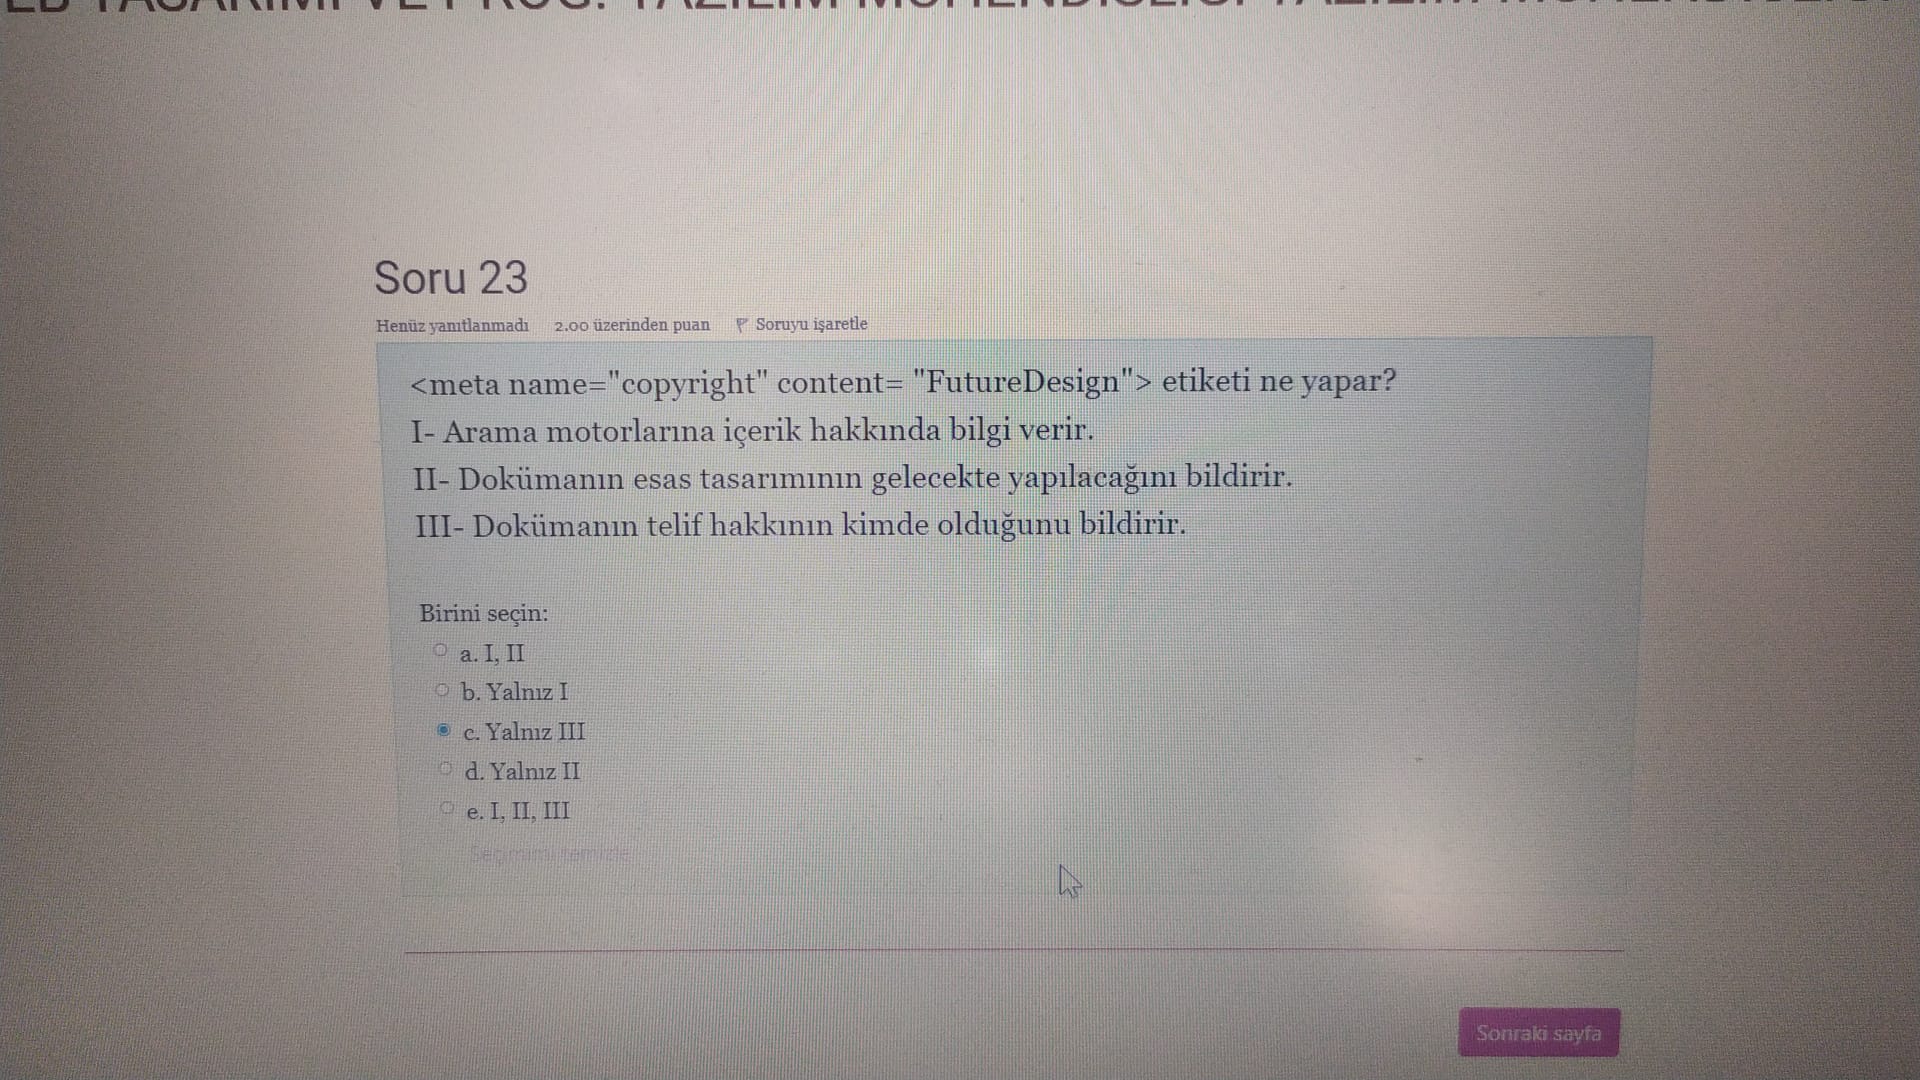 Soru 23
Henüz yanıtlanmadı 2.00 üzerinden puan Soruyu işaretle
<meta name="copyright" content= "FutureDesign"> etiketi ne yapar?
I- Arama motorlarına içerik hakkında bilgi verir.
II- Dokümanın esas tasarımının gelecekte yapılacağını bildirir.
III- Dokümanın telif hakkının kimde olduğunu bildirir.
Birini seçin:
a. I, II
b. Yalnız I
c. Yalnız III
d. Yalnız II
e. I, II, III
Seçimimi temizle
Sonraki sayfa